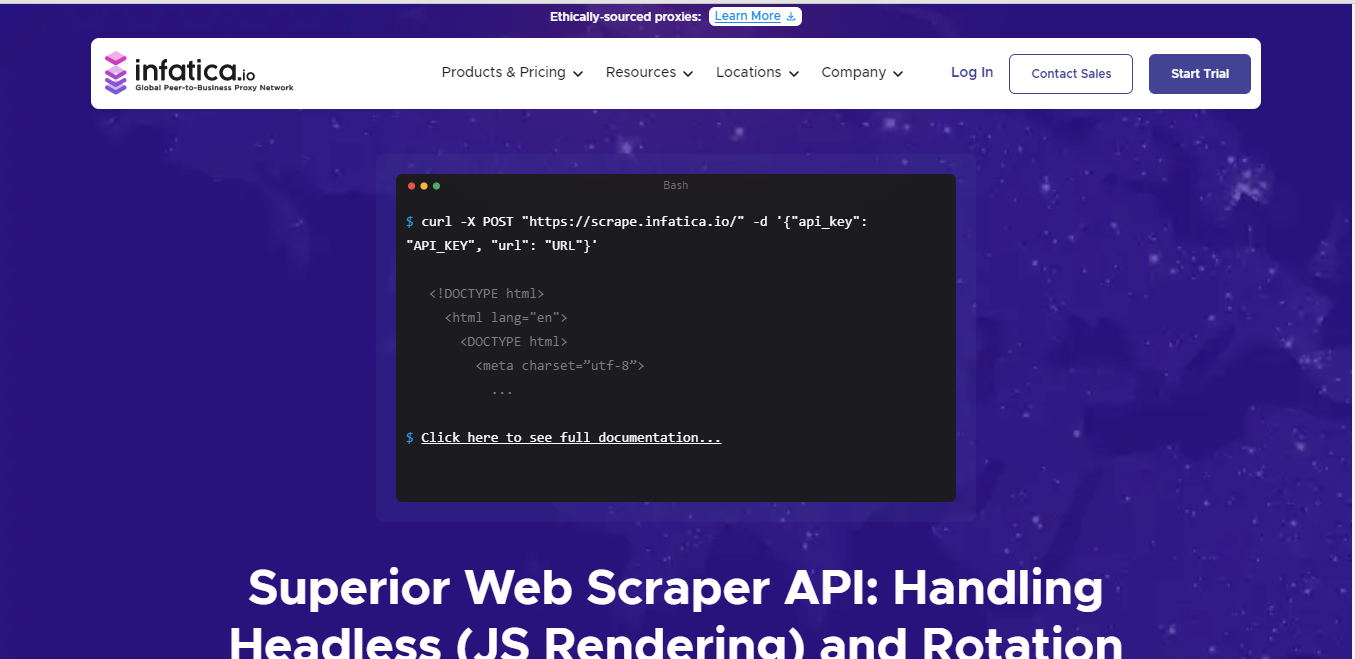 Ethically-sourced proxies: Learn More
infatica.io
Global Peer-to-Business Proxy Network
Products & Pricing
Resources
Locations
Company
Log In
Contact Sales
Start Trial
Bash
$ curl -X POST "https://scrape.infatica.io/" -d '{"api_key":
"API_KEY", "url": "URL"}'
<!DOCTYPE html>
<html lang="en">
<DOCTYPE html>
<meta charset=”utf-8”>
...
$ Click here to see full documentation...
Superior Web Scraper API: Handling
Headless (JS Rendering) and Rotation